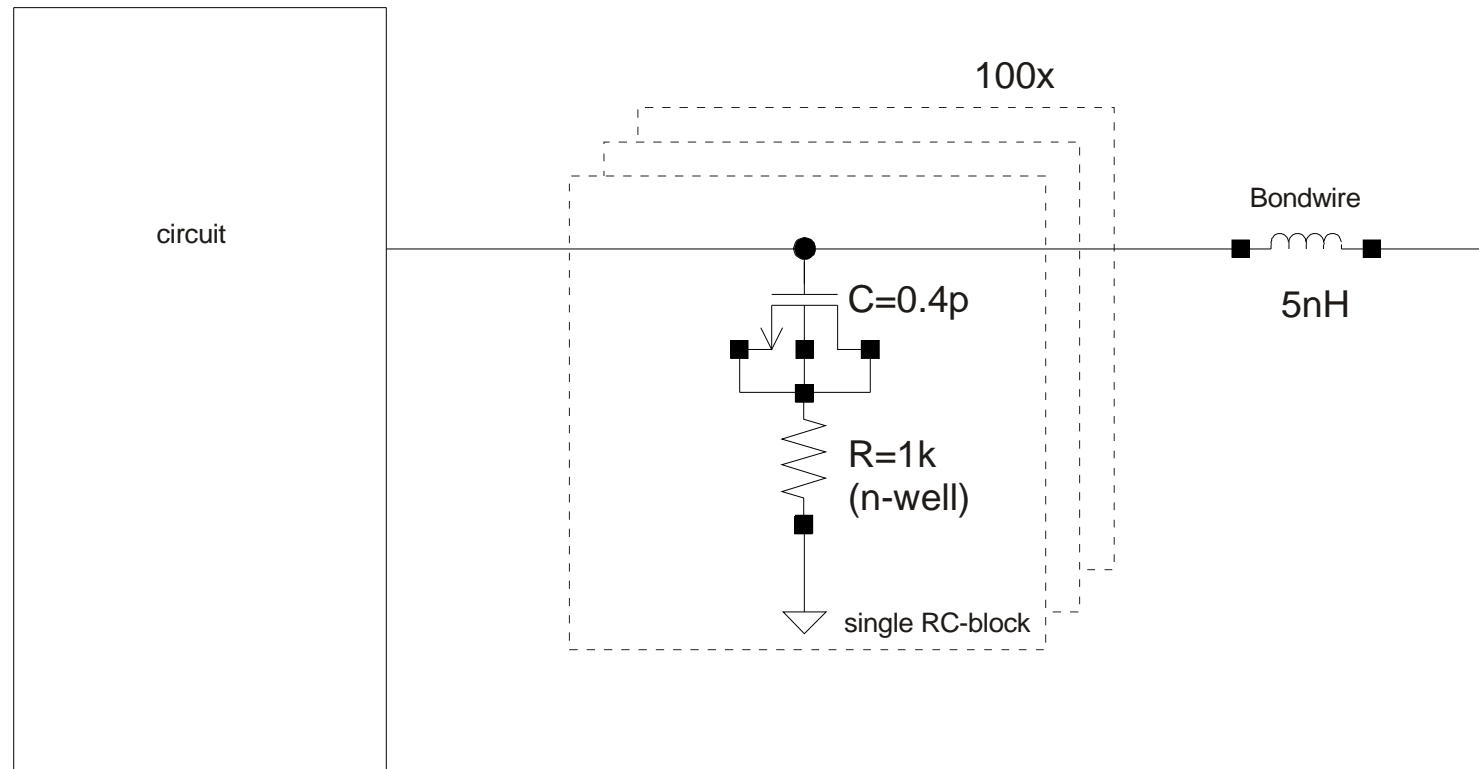 100x
Bondwire
circuit
C=0.4p
5nH
R=1k
(n-well)
single RC-block